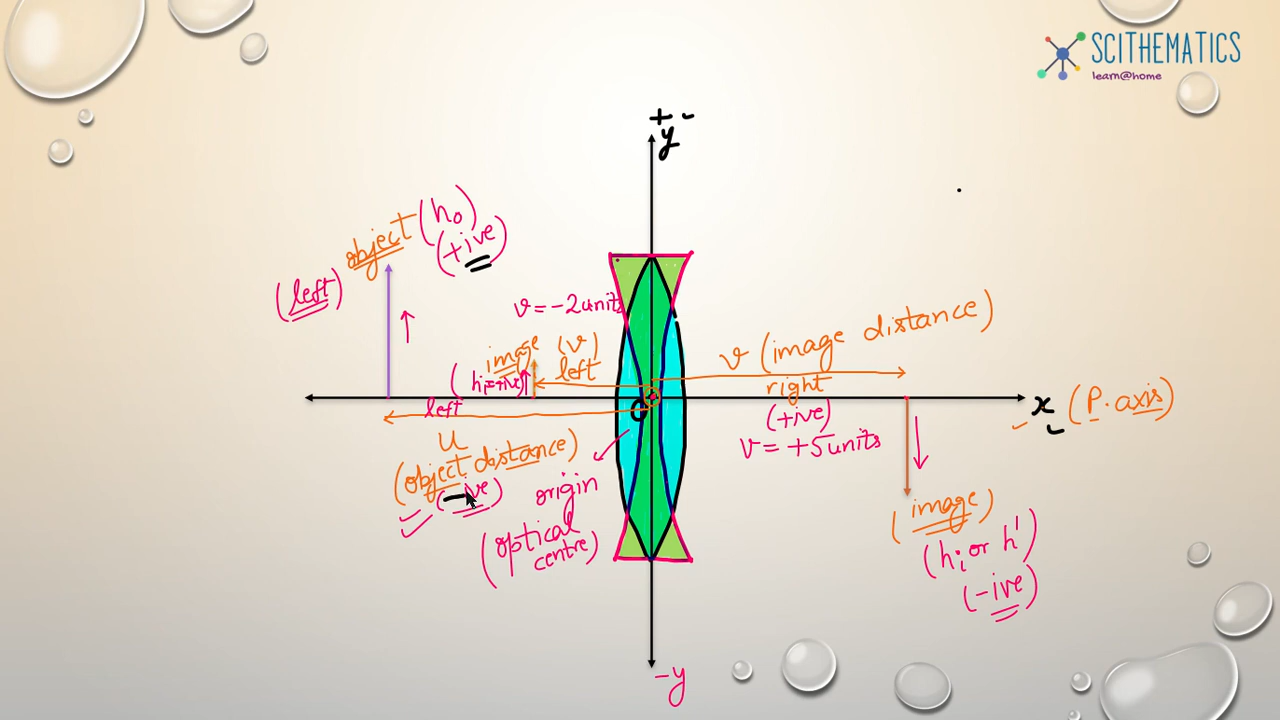 SCITHEMATICS
learn@home
+
y
object (ho)
(+ive)
(left)
v = -2 units
image (v)
left
(hi=+ive)
v (image distance)
right
(+ive)
v = +5 units
x (P. axis)
left
O
u
(object distance)
(-ive)
origin
(optical
centre)
(image)
(hi or h')
(-ive)
-y